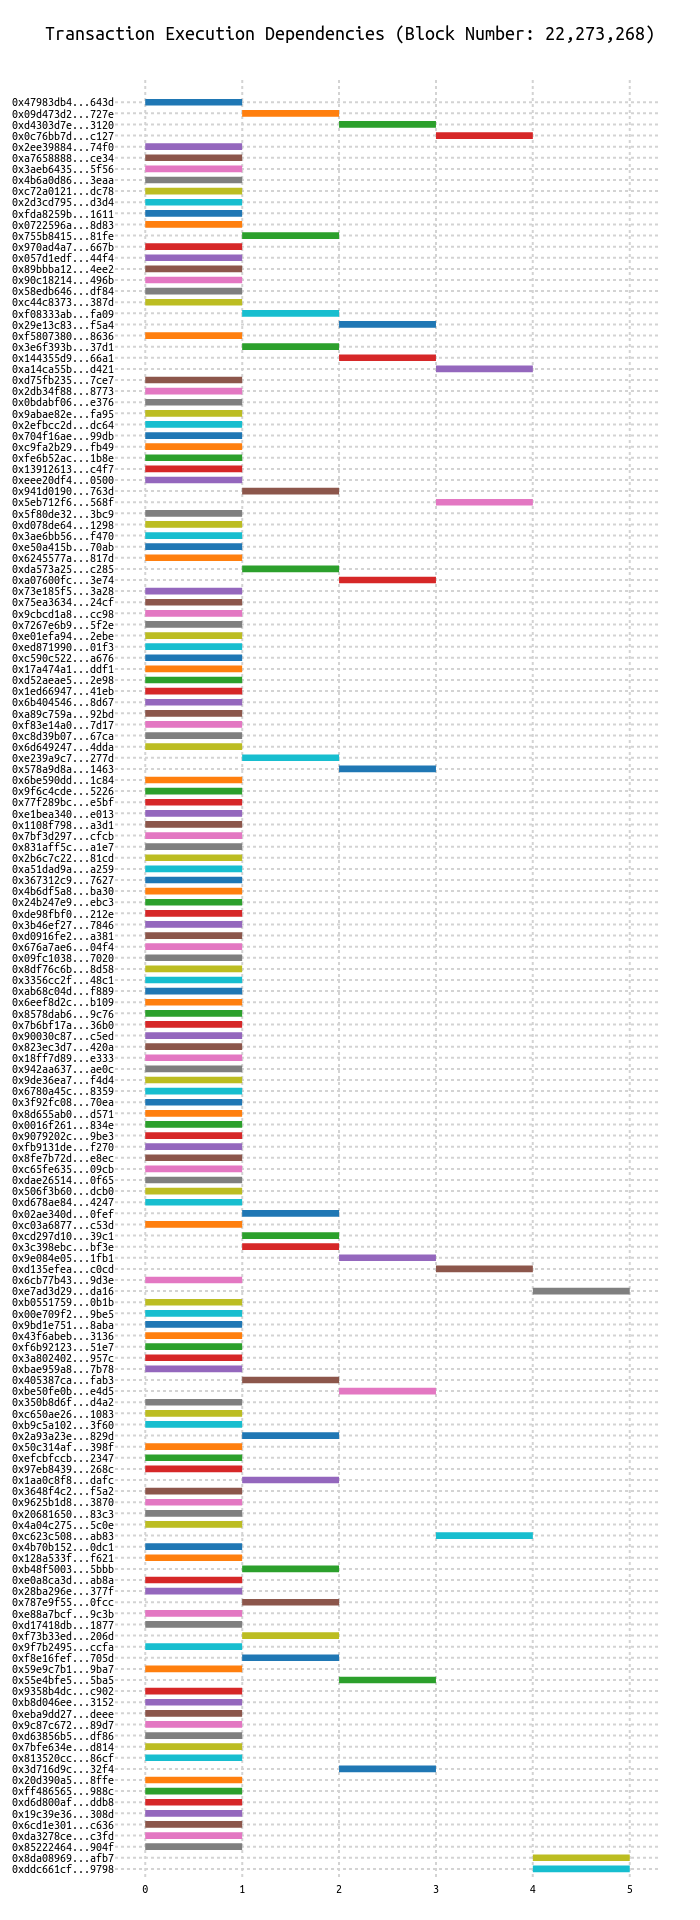 Transaction Execution Dependencies (Block Number: 22,273,268)
0x47983db4...643d
0x09d473d2...727e
0xd4303d7e...3120
0x0c76bb7d...c127
0x2ee39884...74f0
0xa7658888...ce34
0x3aeb6435...5f56
0x4b6a0d86...3eaa
0xc72a0121...dc78
0x2d3cd795...d3d4
0xfda8259b...1611
0x0722596a...8d83
0x755b8415...81fe
0x970ad4a7...667b
0x057d1edf...44f4
0x89bbba12...4ee2
0x90c18214...496b
0x58edb646...df84
0xc44c8373...387d
0xf08333ab...fa09
0x29e13c83...f5a4
0xf5807380...8636
0x3e6f393b...37d1
0x144355d9...66a1
0xa14ca55b...d421
0xd75fb235...7ce7
0x2db34f88...8773
0x0bdabf06...e376
0x9abae82e...fa95
0x2efbcc2d...dc64
0x704f16ae...99db
0xc9fa2b29...fb49
0xfe6b52ac...1b8e
0x13912613...c4f7
0xeee20df4...0500
0x941d0190...763d
0x5eb712f6...568f
0x5f80de32...3bc9
0xd078de64...1298
0x3ae6bb56...f470
0xe50a415b...70ab
0x6245577a...817d
0xda573a25...c285
0xa07600fc...3e74
0x73e185f5...3a28
0x75ea3634...24cf
0x9cbcd1a8...cc98
0x7267e6b9...5f2e
0xe01efa94...2ebe
0xed871990...01f3
0xc590c522...a676
0x17a474a1...ddf1
0xd52aeae5...2e98
0x1ed66947...41eb
0x6b404546...8d67
0xa89c759a...92bd
0xf83e14a0...7d17
0xc8d39b07...67ca
0x6d649247...4dda
0xe239a9c7...277d
0x578a9d8a...1463
0x6be590dd...1c84
0x9f6c4cde...5226
0x77f289bc...e5bf
0xe1bea340...e013
0x1108f798...a3d1
0x7bf3d297...cfcb
0x831aff5c...a1e7
0x2b6c7c22...81cd
0xa51dad9a...a259
0x367312c9...7627
0x4b6df5a8...ba30
0x24b247e9...ebc3
0xde98fbf0...212e
0x3b46ef27...7846
0xd0916fe2...a381
0x676a7ae6...04f4
0x09fc1038...7020
0x8df76c6b...8d58
0x3356cc2f...48c1
0xab68c04d...f889
0x6eef8d2c...b109
0x8578dab6...9c76
0x7b6bf17a...36b0
0x90030c87...c5ed
0x823ec3d7...420a
0x18ff7d89...e333
0x942aa637...ae0c
0x9de36ea7...f4d4
0x6780a45c...8359
0x3f92fc08...70ea
0x8d655ab0...d571
0x0016f261...834e
0x9079202c...9be3
0xfb9131de...f270
0x8fe7b72d...e8ec
0xc65fe635...09cb
0xdae26514...0f65
0x506f3b60...dcb0
0xd678ae84...4247
0x02ae340d...0fef
0xc03a6877...c53d
0xcd297d10...39c1
0x3c398ebc...bf3e
0x9e084e05...1fb1
0xd135efea...c0cd
0x6cb77b43...9d3e
0xe7ad3d29...da16
0xb0551759...0b1b
0x00e709f2...9be5
0x9bd1e751...8aba
0x43f6abeb...3136
0xf6b92123...51e7
0x3a802402...957c
0xbae959a8...7b78
0x405387ca...fab3
0xbe50fe0b...e4d5
0x350b8d6f...d4a2
0xc650ae26...1083
0xb9c5a102...3f60
0x2a93a23e...829d
0x50c314af...398f
0xefcbfccb...2347
0x97eb8439...268c
0x1aa0c8f8...dafc
0x3648f4c2...f5a2
0x9625b1d8...3870
0x20681650...83c3
0x4a04c275...5c0e
0xc623c508...ab83
0x4b70b152...0dc1
0x128a533f...f621
0xb48f5003...5bbb
0xe0a8ca3d...ab8a
0x28ba296e...377f
0x787e9f55...0fcc
0xe88a7bcf...9c3b
0xd17418db...1877
0xf73b33ed...206d
0x9f7b2495...ccfa
0xf8e16fef...705d
0x59e9c7b1...9ba7
0x55e4bfe5...5ba5
0x9358b4dc...c902
0xb8d046ee...3152
0xeba9dd27...deee
0x9c87c672...89d7
0xd63856b5...df86
0x7bfe634e...d814
0x813520cc...86cf
0x3d716d9c...32f4
0x20d390a5...8ffe
0xff486565...988c
0xd6d800af...ddb8
0x19c39e36...308d
0x6cd1e301...c636
0xda3278ce...c3fd
0x85222464...904f
0x8da08969...afb7
0xddc661cf...9798
0 1 2 3 4 5